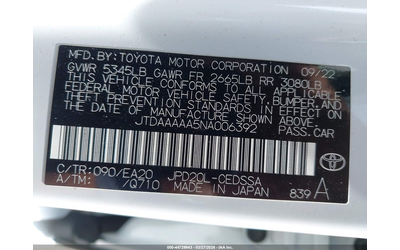 MFD. BY: TOYOTA MOTOR CORPORATION 09/22
GVWR 5345LB GAWR FR 2665LB RR 3080LB
THIS VEHICLE CONFORMS TO ALL APPLICABLE
FEDERAL MOTOR VEHICLE SAFETY, BUMPER, AND
THEFT PREVENTION STANDARDS IN EFFECT ON THE
DATE OF MANUFACTURE SHOWN ABOVE.
JTDAAAAA5NA006392 PASS.CAR
C/TR:090/EA20 JPD20L-CEDSSA
A/TM: /Q710 MADE IN JAPAN 839 A
TOYOTA